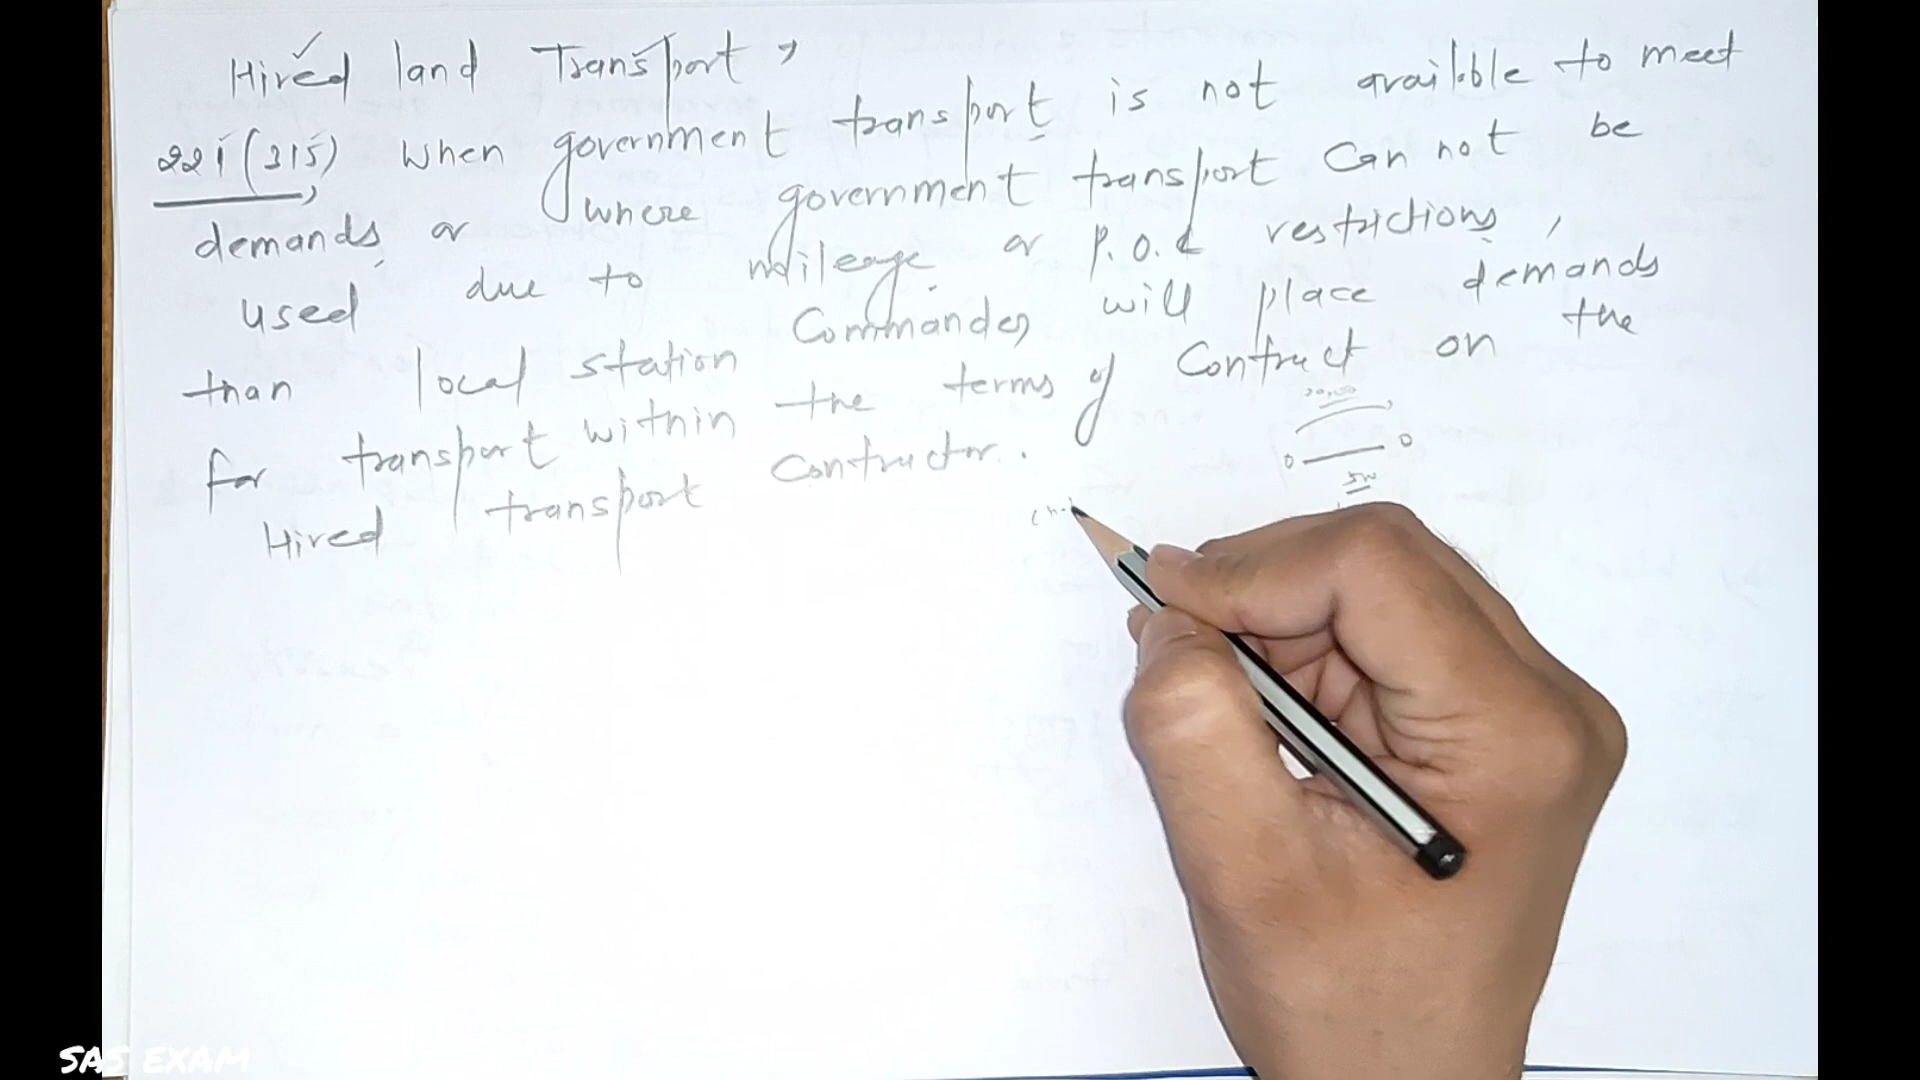 Hired land Transport,
221 (315) when government transport is not available to meet
demands, or where government transport can not be
used due to mileage or P.O.L restrictions,
than local station Commander will place demands
for transport within the terms of Contruct on the
Hired transport Contructor.
SAS EXAM